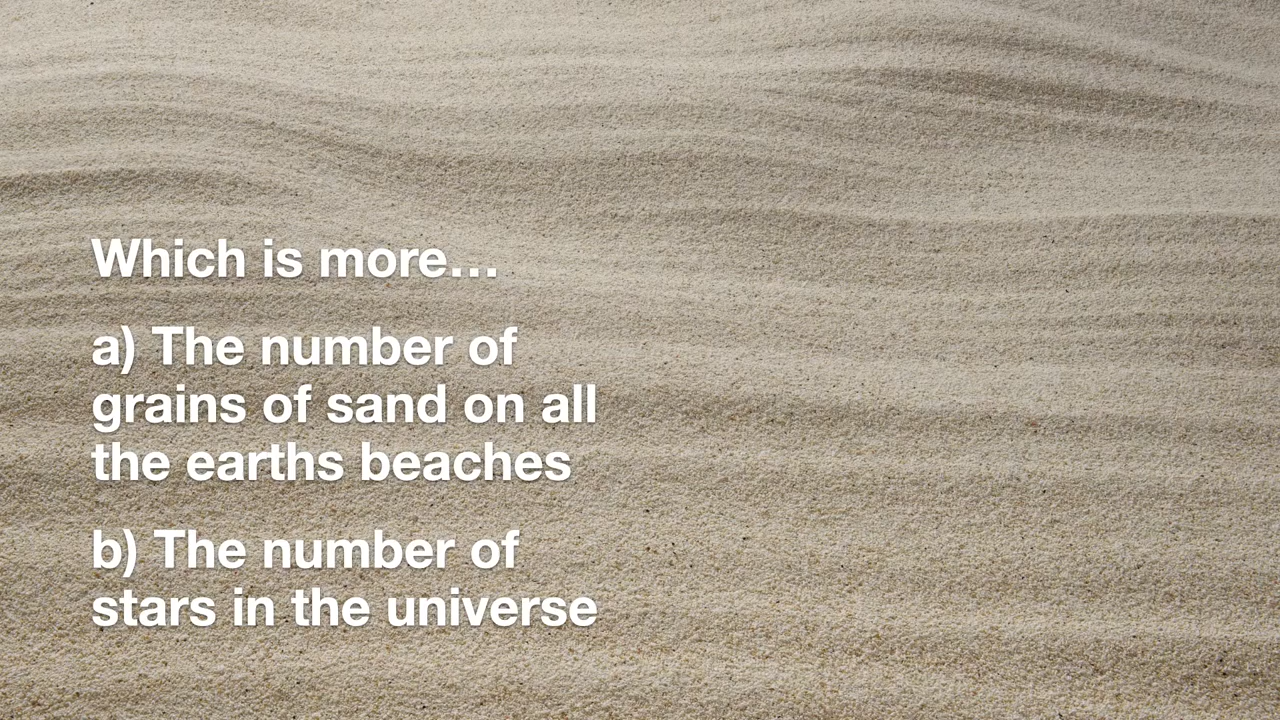 Which is more…
a) The number of
grains of sand on all
the earths beaches
b) The number of
stars in the universe